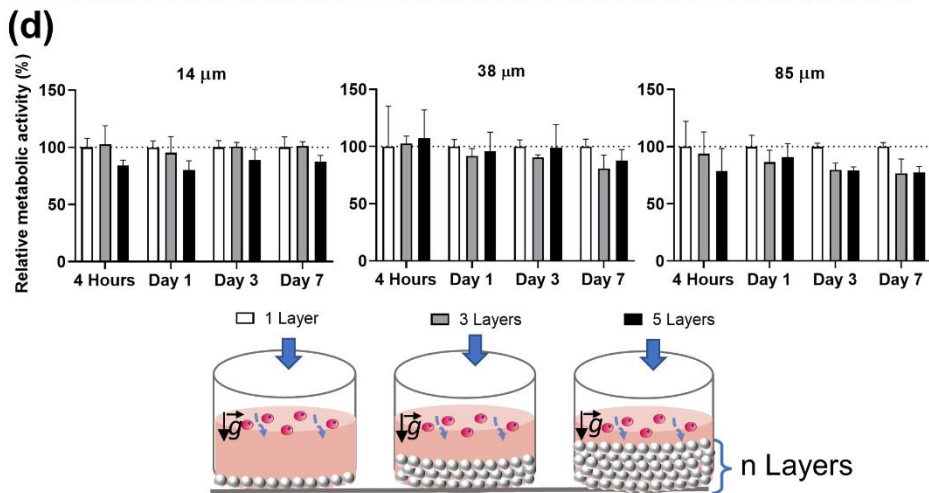 (d)
14 μm
38 μm
85 μm
Relative metabolic activity (%)
150
100
50
0
4 Hours Day 1 Day 3 Day 7
150
100
50
0
4 Hours Day 1 Day 3 Day 7
150
100
50
0
4 Hours Day 1 Day 3 Day 7
1 Layer
3 Layers
5 Layers
g
g
g
n Layers